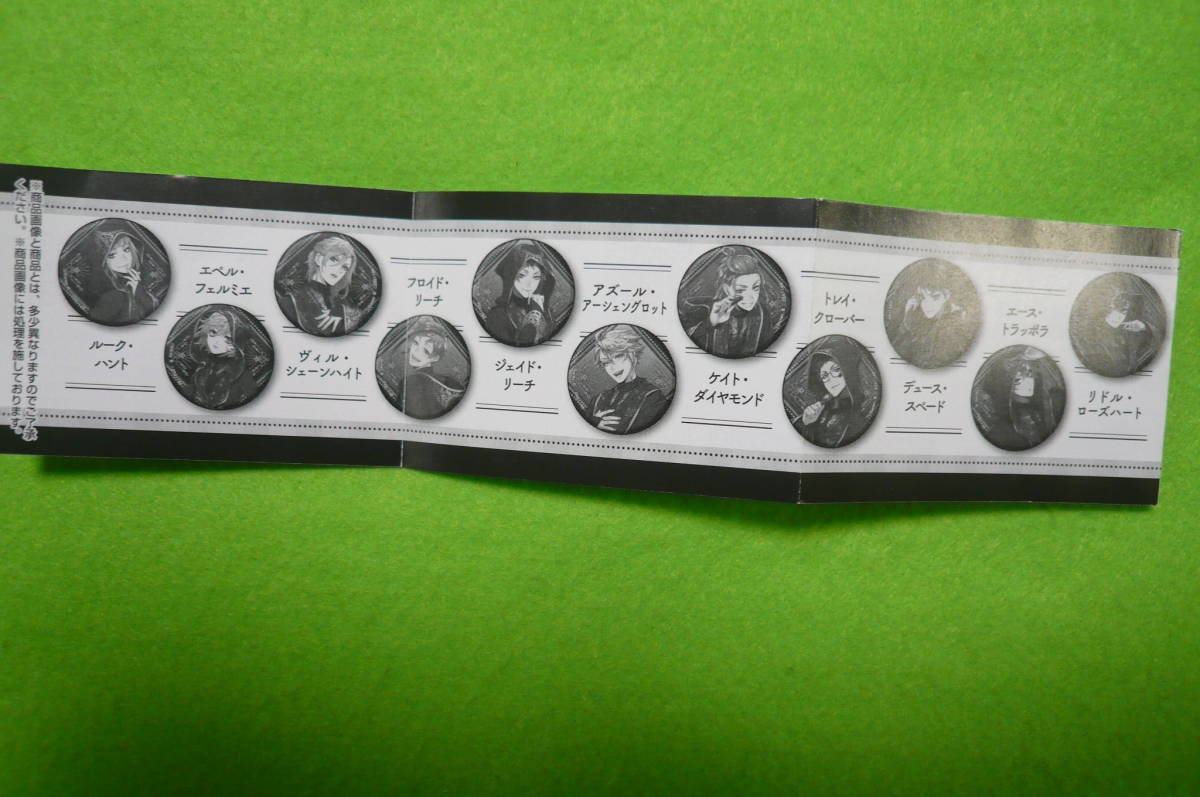 ※商品画像と商品とは、多少異なりますのでご了承
ください。※商品画像には処理を施しております。
ルーク・
ハント
エペル・
フェルミエ
ヴィル・
シェーンハイト
フロイド・
リーチ
ジェイド・
リーチ
アズール・
アーシェングロット
ケイト・
ダイヤモンド
トレイ・
クローバー
デュース・
スペード
エース・
トラッポラ
リドル・
ローズハート